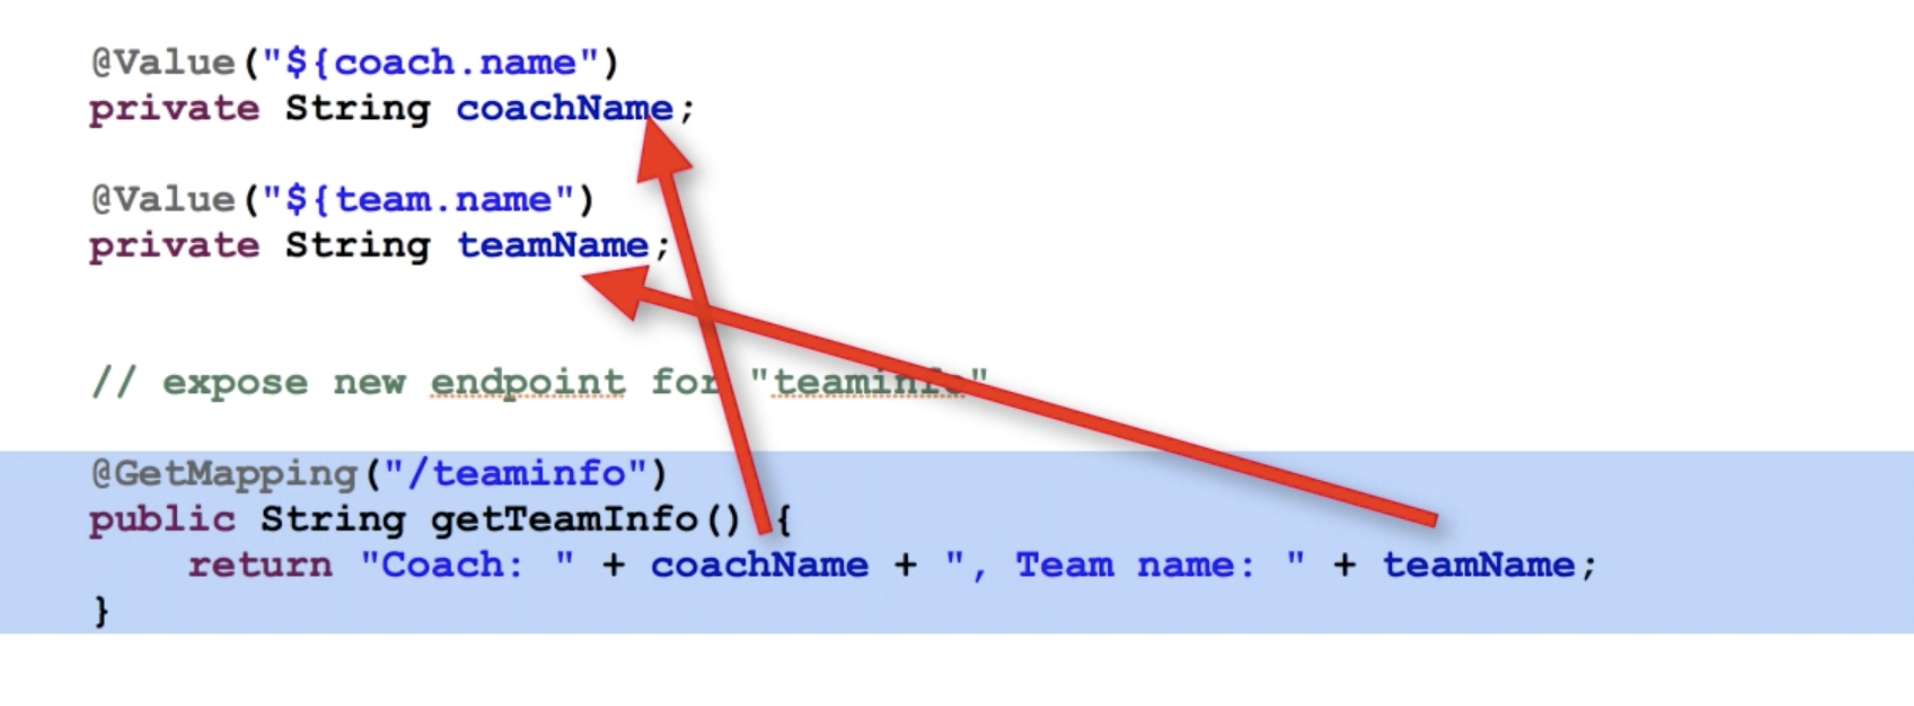 @Value("${coach.name")
private String coachName;
@Value("${team.name")
private String teamName;
// expose new endpoint for "teaminfo"
@GetMapping("/teaminfo")
public String getTeamInfo() {
return "Coach: " + coachName + ", Team name: " + teamName;
}